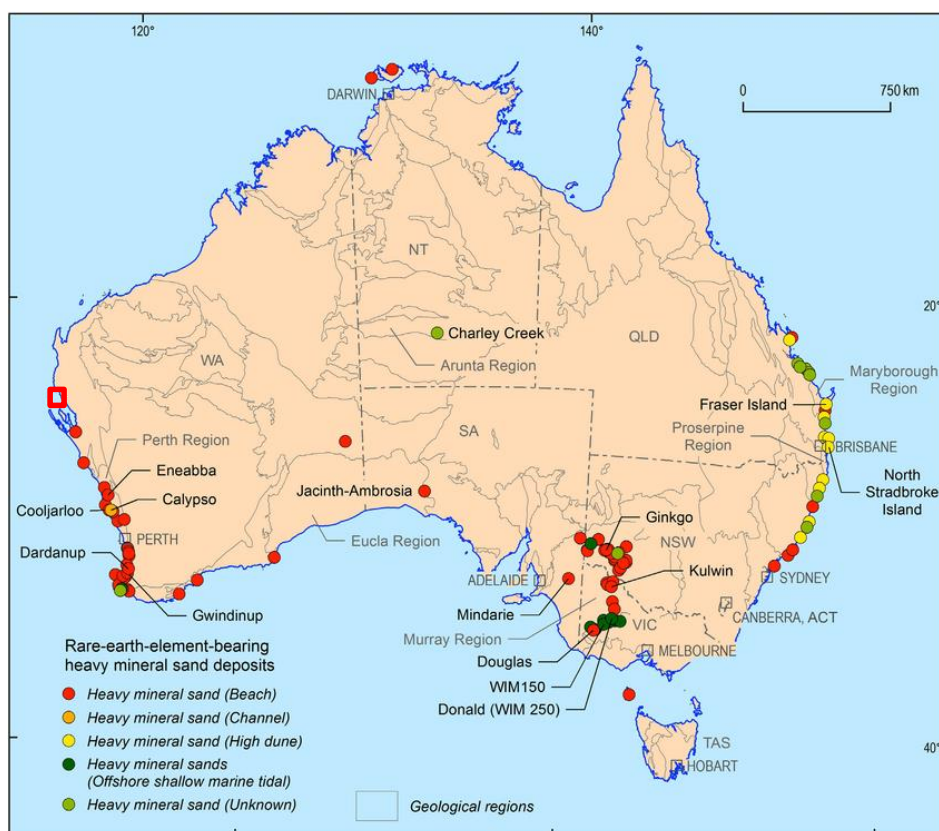 120°
140°
DARWIN
0
750 km
NT
20°
Charley Creek
QLD
WA
Arunta Region
Maryborough
Region
Fraser Island
SA
Proserpine
Region
Perth Region
BRISBANE
Eneabba
North
Stradbroke
Island
Jacinth-Ambrosia
Calypso
Cooljarloo
Ginkgo
PERTH
Eucla Region
NSW
Dardanup
Kulwin
ADELAIDE
SYDNEY
Gwindinup
Mindarie
CANBERRA, ACT
Murray Region
VIC
Rare-earth-element-bearing
heavy mineral sand deposits
MELBOURNE
Douglas
WIM150
Heavy mineral sand (Beach)
Donald (WIM 250)
Heavy mineral sand (Channel)
Heavy mineral sand (High dune)
TAS
40°
Heavy mineral sands
(Offshore shallow marine tidal)
HOBART
Heavy mineral sand (Unknown)
Geological regions